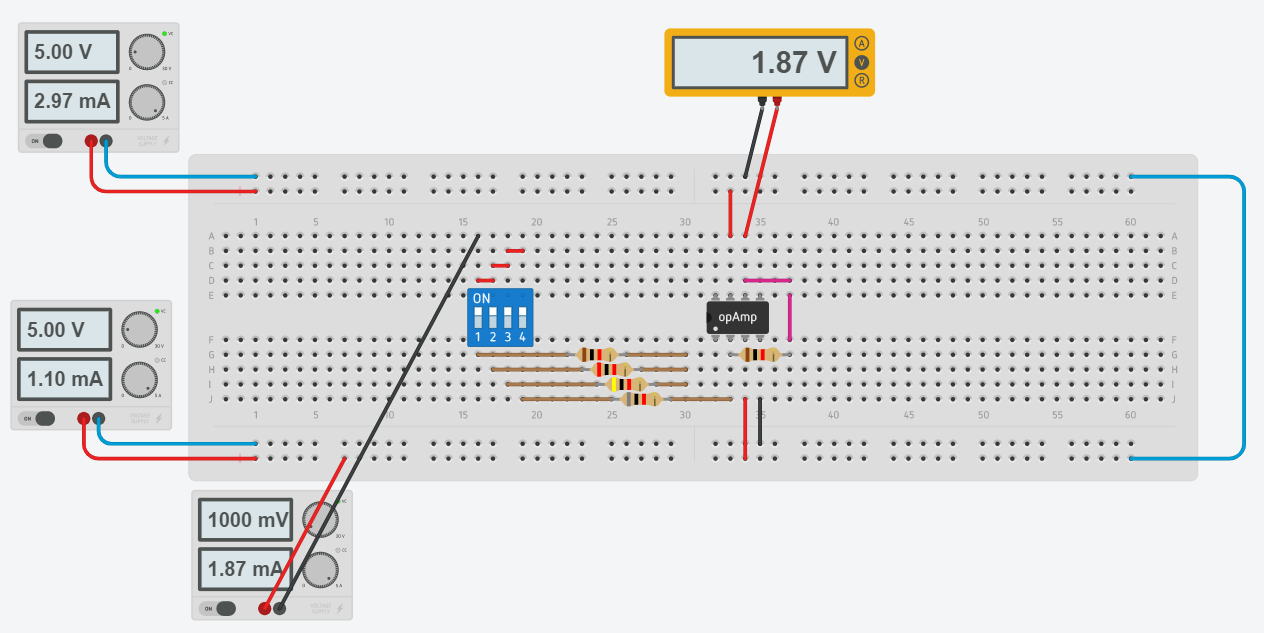 5.00 V
2.97 mA
ON
1.87 V
A
V
R
1 5 10 15 20 25 30 35 40 45 50 55 60
A A
B B
C C
D D
E E
ON
1 2 3 4
opAmp
F F
G G
H H
I I
J J
1 5 10 15 20 25 30 35 40 45 50 55 60
5.00 V
1.10 mA
ON
1000 mV
1.87 mA
ON